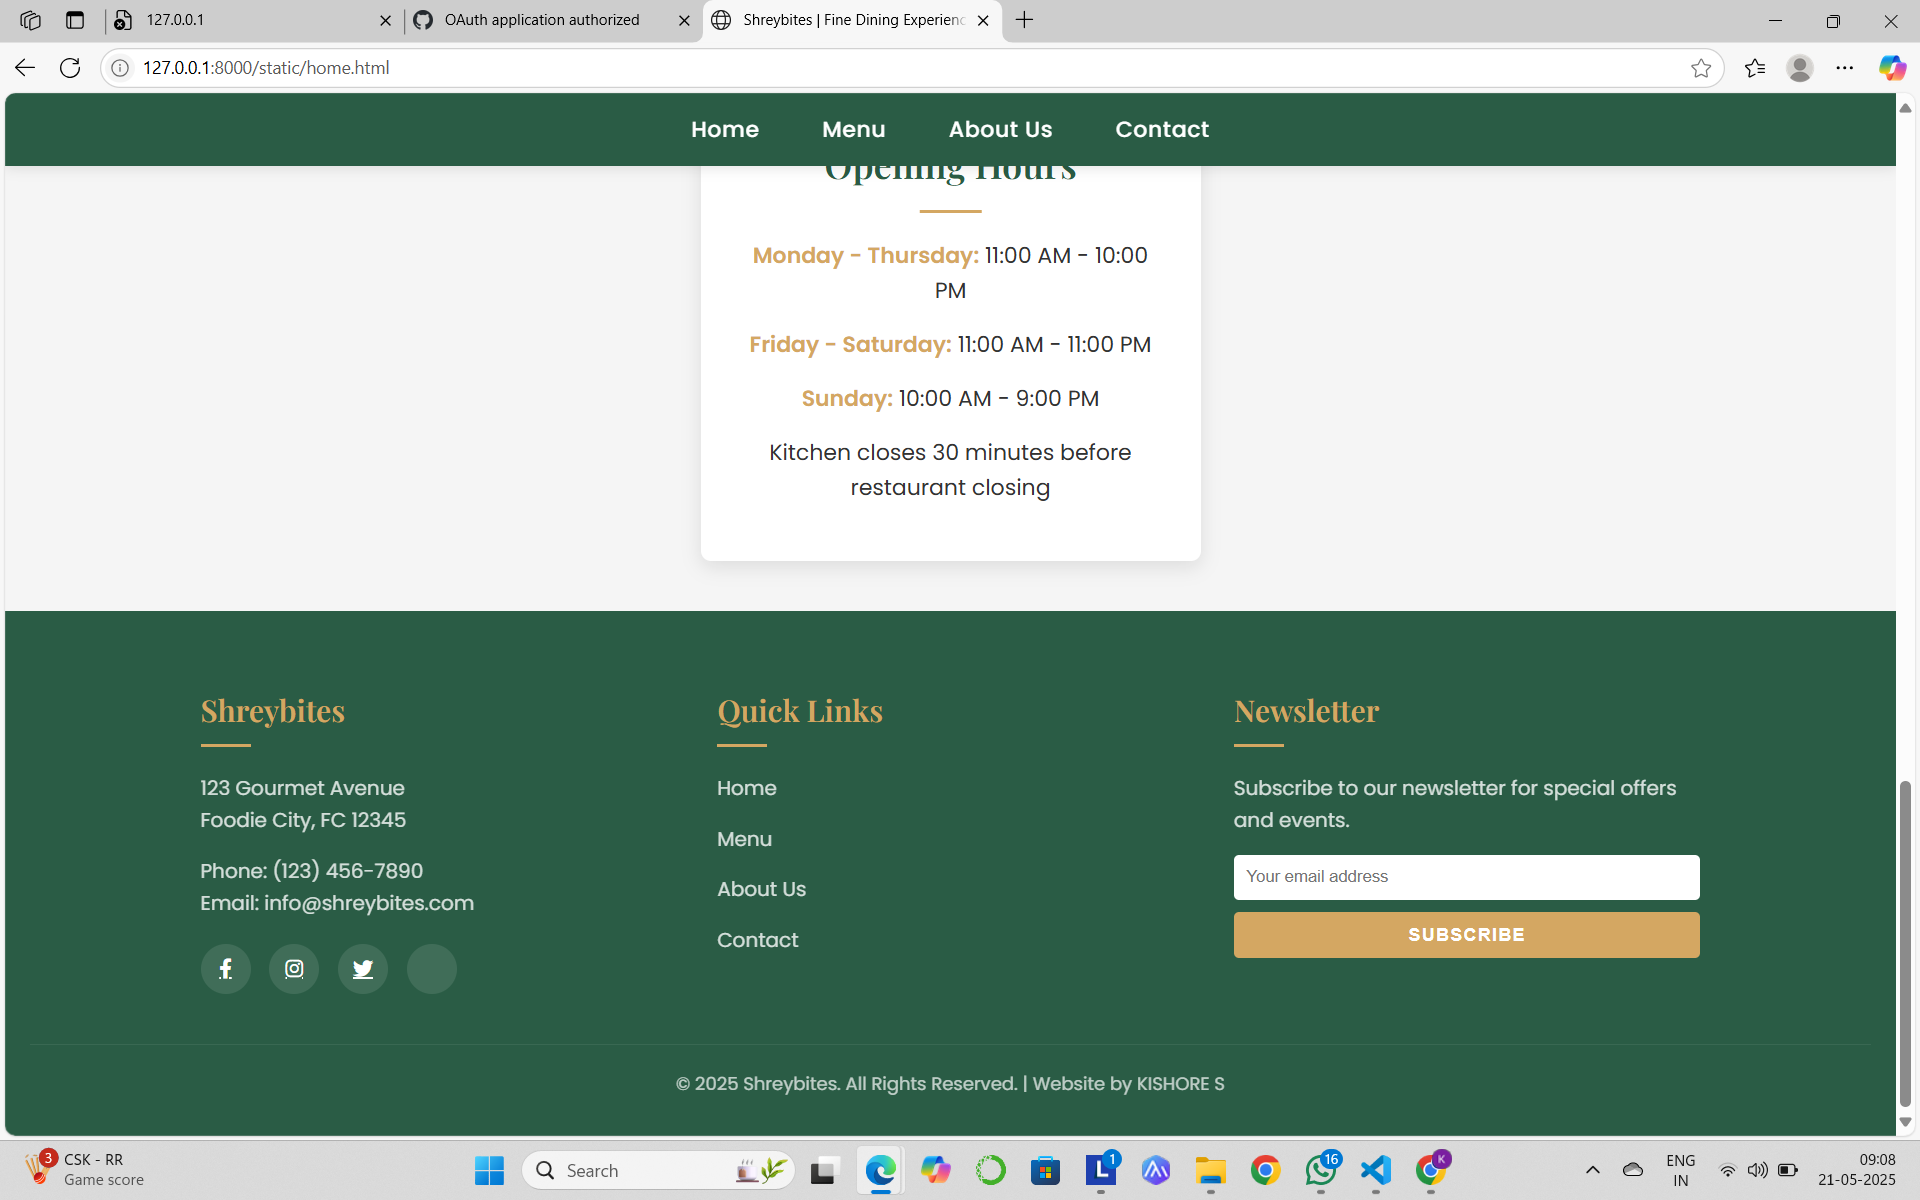 127.0.0.1
OAuth application authorized
Shreybites | Fine Dining Experienc
127.0.0.1:8000/static/home.html
Home
Menu
About Us
Contact
Opening Hours
Monday - Thursday: 11:00 AM - 10:00
PM
Friday - Saturday: 11:00 AM - 11:00 PM
Sunday: 10:00 AM - 9:00 PM
Kitchen closes 30 minutes before
restaurant closing
Shreybites
123 Gourmet Avenue
Foodie City, FC 12345
Phone: (123) 456-7890
Email: info@shreybites.com
Quick Links
Home
Menu
About Us
Contact
Newsletter
Subscribe to our newsletter for special offers
and events.
Your email address
SUBSCRIBE
© 2025 Shreybites. All Rights Reserved. | Website by KISHORE S
3
CSK - RR
Game score
Search
L
1
16
K
ENG
IN
09:08
21-05-2025